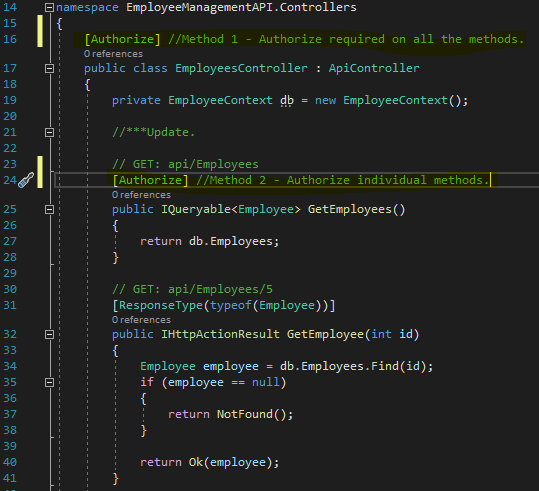 14 namespace EmployeeManagementAPI.Controllers
15 {
16 [Authorize] //Method 1 - Authorize required on all the methods.
0 references
17 public class EmployeesController : ApiController
18 {
19 private EmployeeContext db = new EmployeeContext();
20
21 //***Update.
22
23 // GET: api/Employees
24 [Authorize] //Method 2 - Authorize individual methods.
0 references
25 public IQueryable<Employee> GetEmployees()
26 {
27 return db.Employees;
28 }
29
30 // GET: api/Employees/5
31 [ResponseType(typeof(Employee))]
0 references
32 public IHttpActionResult GetEmployee(int id)
33 {
34 Employee employee = db.Employees.Find(id);
35 if (employee == null)
36 {
37 return NotFound();
38 }
39
40 return Ok(employee);
41 }